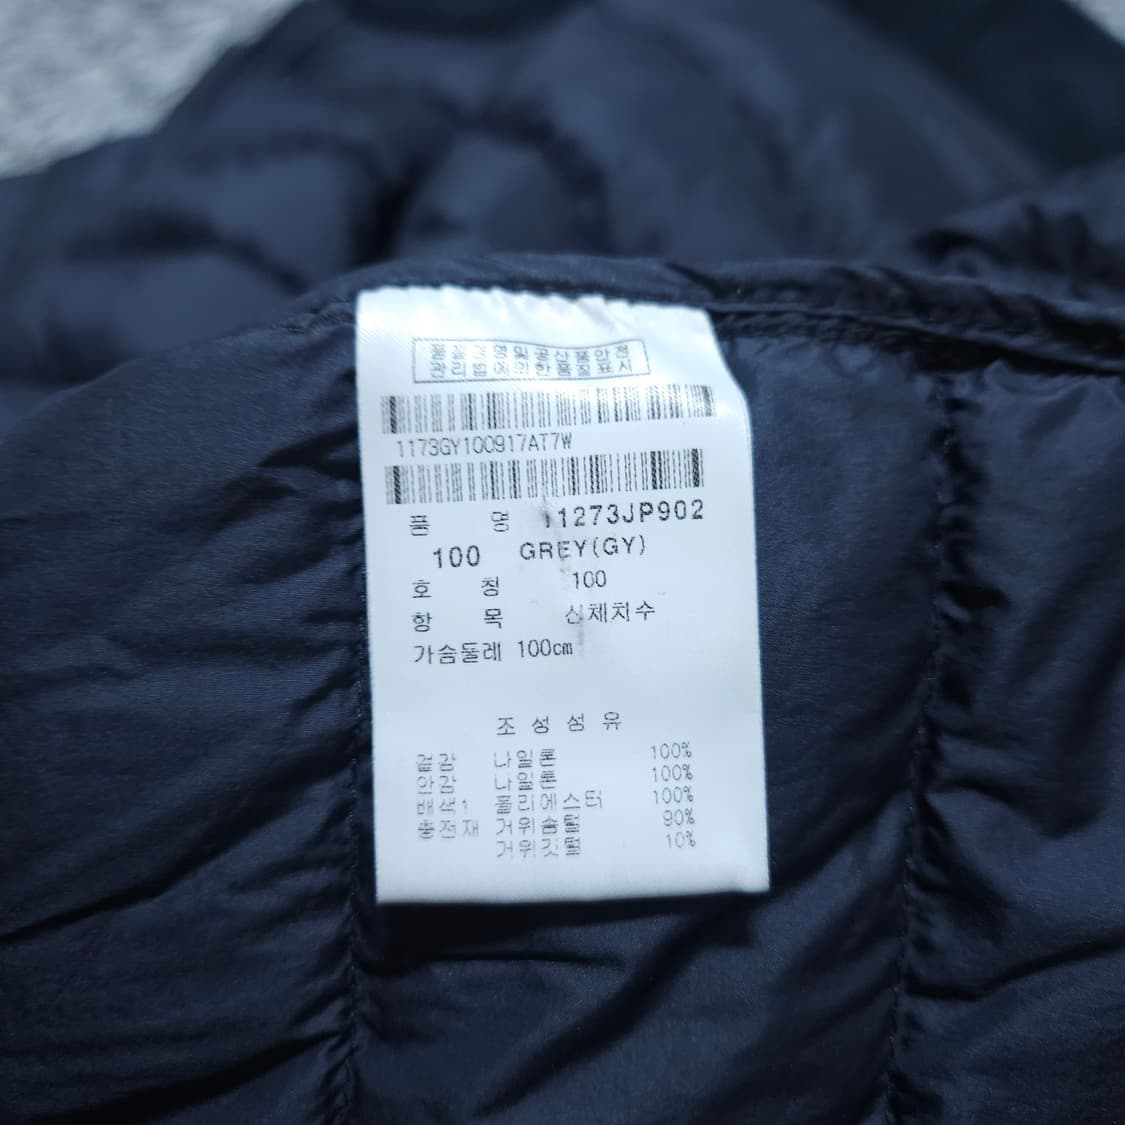 품질경영및공산품안전
관리법에의한품질표시
1173GY100917AT7W
품 명 11273JP902
100 GREY(GY)
호 칭 100
항 목 신체치수
가슴둘레 100cm
조성섬유
겉감 나일론 100%
안감 나일론 100%
배색1 폴리에스터 100%
충전재 거위솜털 90%
거위깃털 10%